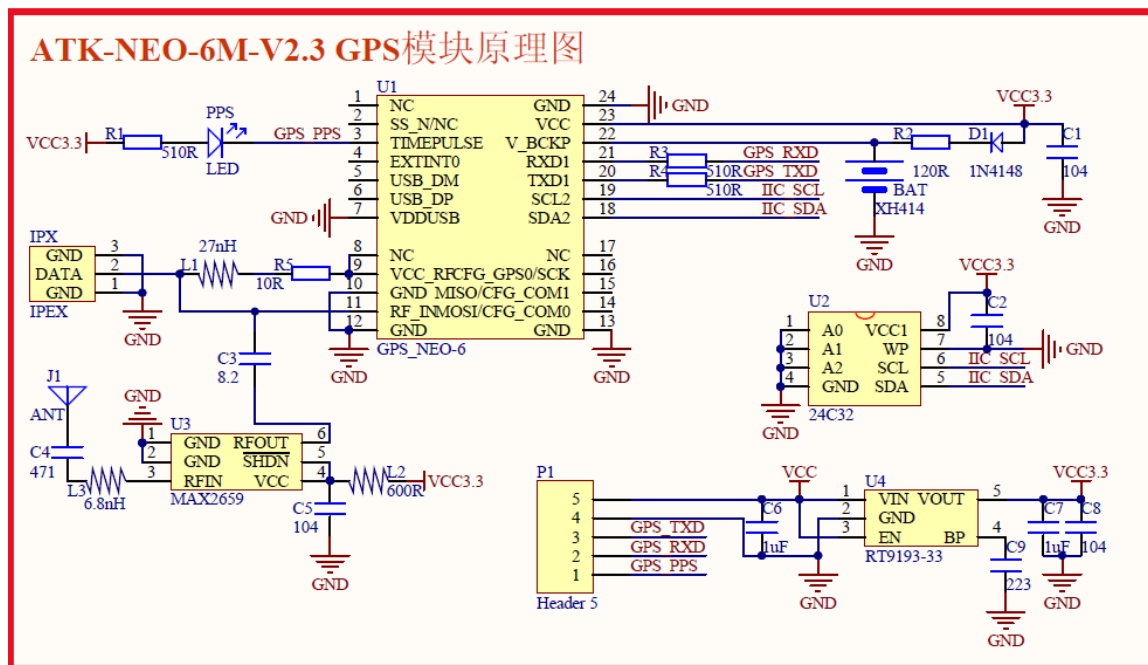 ATK-NEO-6M-V2.3 GPS模块原理图
U1
1 NC GND 24 GND
2 SS_N/NC VCC 23
3 TIMEPULSE V_BCKP 22
4 EXTINT0 RXD1 21
5 USB_DM TXD1 20
6 USB_DP SCL2 19
7 VDDUSB SDA2 18
8 NC NC 17
9 VCC_RFCFG_GPS0/SCK 16
10 GND MISO/CFG_COM1 15
11 RF_INMOSI/CFG_COM0 14
12 GND GND 13
GPS_NEO-6
GND
GND
VCC3.3 R1 510R
PPS
LED
GPS_PPS
GND
R3 GPS_RXD
510R
R4 GPS_TXD
510R
IIC_SCL
IIC_SDA
VCC3.3
R2 D1 C1
120R 1N4148 104
BAT
XH414
GND
GND
IPX
GND 3
DATA 2
GND 1
IPEX
GND
27nH
L1 R5
10R
C3
8.2
J1
ANT
C4
471
L3
6.8nH
GND
U3
1 GND RFOUT 6
2 GND SHDN 5
3 RFIN VCC 4
MAX2659
L2
600R
VCC3.3
C5
104
GND
VCC3.3
U2 C2
104
1 A0 VCC1 8
2 A1 WP 7 GND
3 A2 SCL 6 IIC_SCL
4 GND SDA 5 IIC_SDA
24C32
GND
P1
5
4
3 GPS_TXD
2 GPS_RXD
1 GPS_PPS
Header 5
VCC
C6
1uF
GND
U4
1 VIN VOUT 5
2 GND
3 EN BP 4
RT9193-33
VCC3.3
C7 C8
1uF 104
GND
C9
223
GND